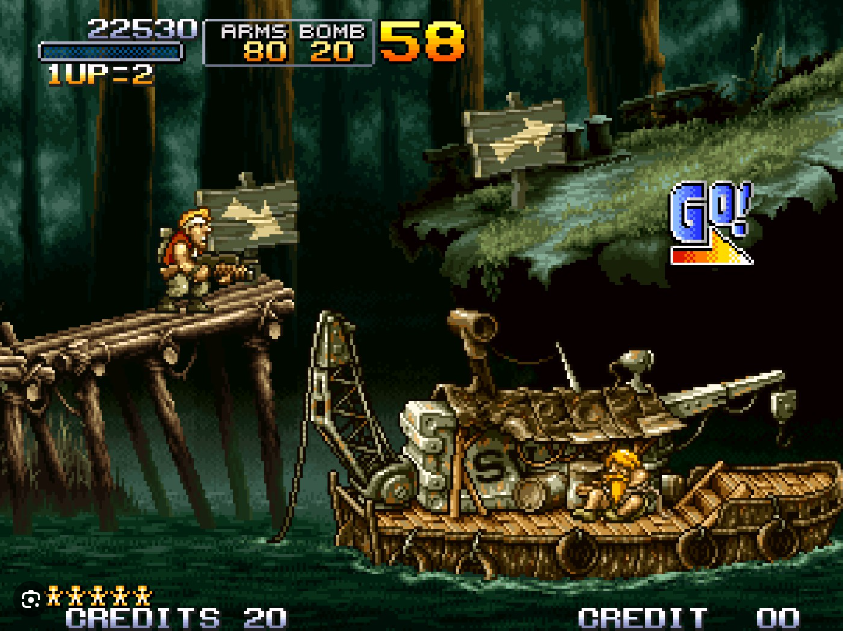 22530
ARMS BOMB
80 20
58
1UP=2
GO!
S
CREDITS 20
CREDIT 00